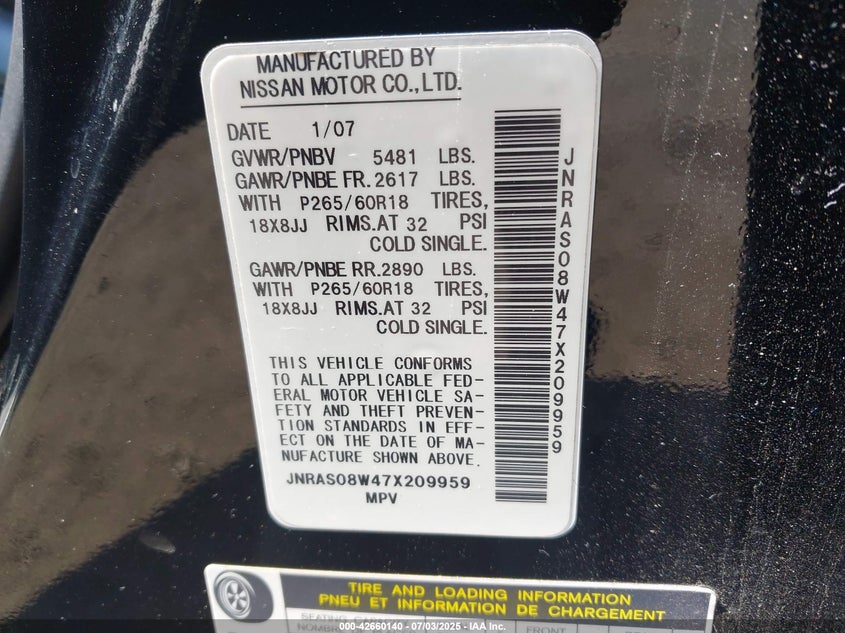 MANUFACTURED BY
NISSAN MOTOR CO.,LTD.
DATE 1/07
GVWR/PNBV 5481 LBS.
GAWR/PNBE FR.2617 LBS.
WITH P265/60R18 TIRES,
18X8JJ RIMS.AT 32 PSI
COLD SINGLE.
GAWR/PNBE RR.2890 LBS.
WITH P265/60R18 TIRES,
18X8JJ RIMS.AT 32 PSI
COLD SINGLE.
THIS VEHICLE CONFORMS
TO ALL APPLICABLE FED-
ERAL MOTOR VEHICLE SA-
FETY AND THEFT PREVEN-
TION STANDARDS IN EFF-
ECT ON THE DATE OF MA-
NUFACTURE SHOWN ABOVE.
JNRAS08W47X209959
MPV
JNRAS08W47X209959
TIRE AND LOADING INFORMATION
PNEU ET INFORMATION DE CHARGEMENT
FRONT
000-42660140 - 07/03/2025 - IAA Inc.